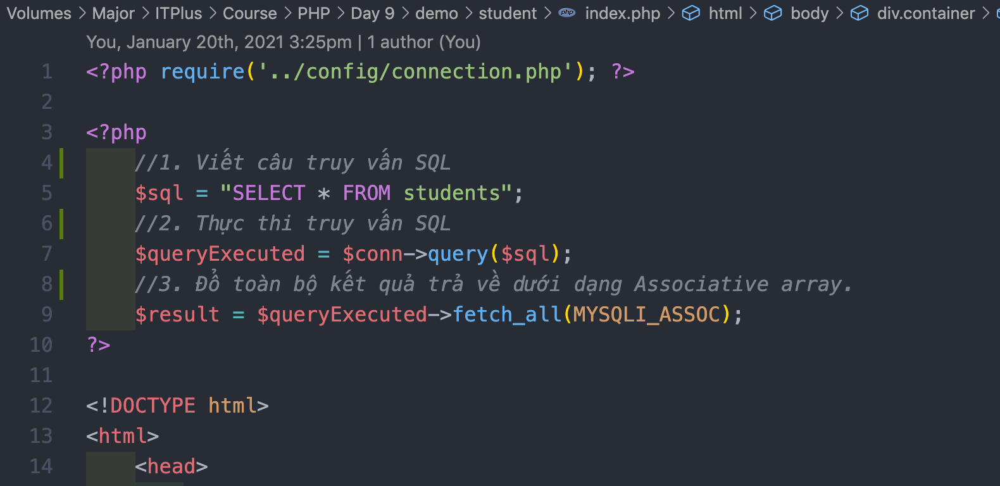 Volumes > Major > ITPlus > Course > PHP > Day 9 > demo > student > php index.php > html > body > div.container >
You, January 20th, 2021 3:25pm | 1 author (You)
1 <?php require('../config/connection.php'); ?>
2
3 <?php
4 //1. Viết câu truy vấn SQL
5 $sql = "SELECT * FROM students";
6 //2. Thực thi truy vấn SQL
7 $queryExecuted = $conn->query($sql);
8 //3. Đổ toàn bộ kết quả trả về dưới dạng Associative array.
9 $result = $queryExecuted->fetch_all(MYSQLI_ASSOC);
10 ?>
11
12 <!DOCTYPE html>
13 <html>
14 <head>